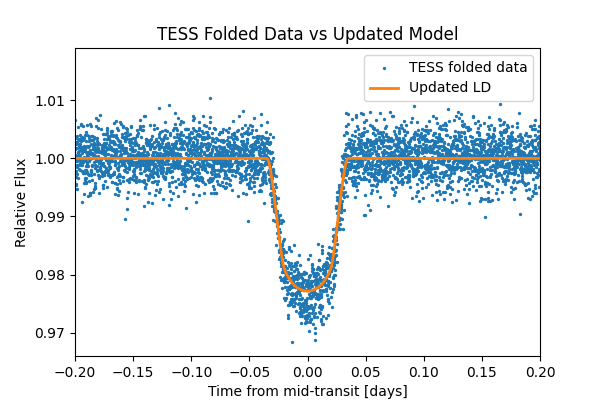 TESS Folded Data vs Updated Model
TESS folded data
Updated LD
Relative Flux
1.01
1.00
0.99
0.98
0.97
−0.20 −0.15 −0.10 −0.05 0.00 0.05 0.10 0.15 0.20
Time from mid-transit [days]